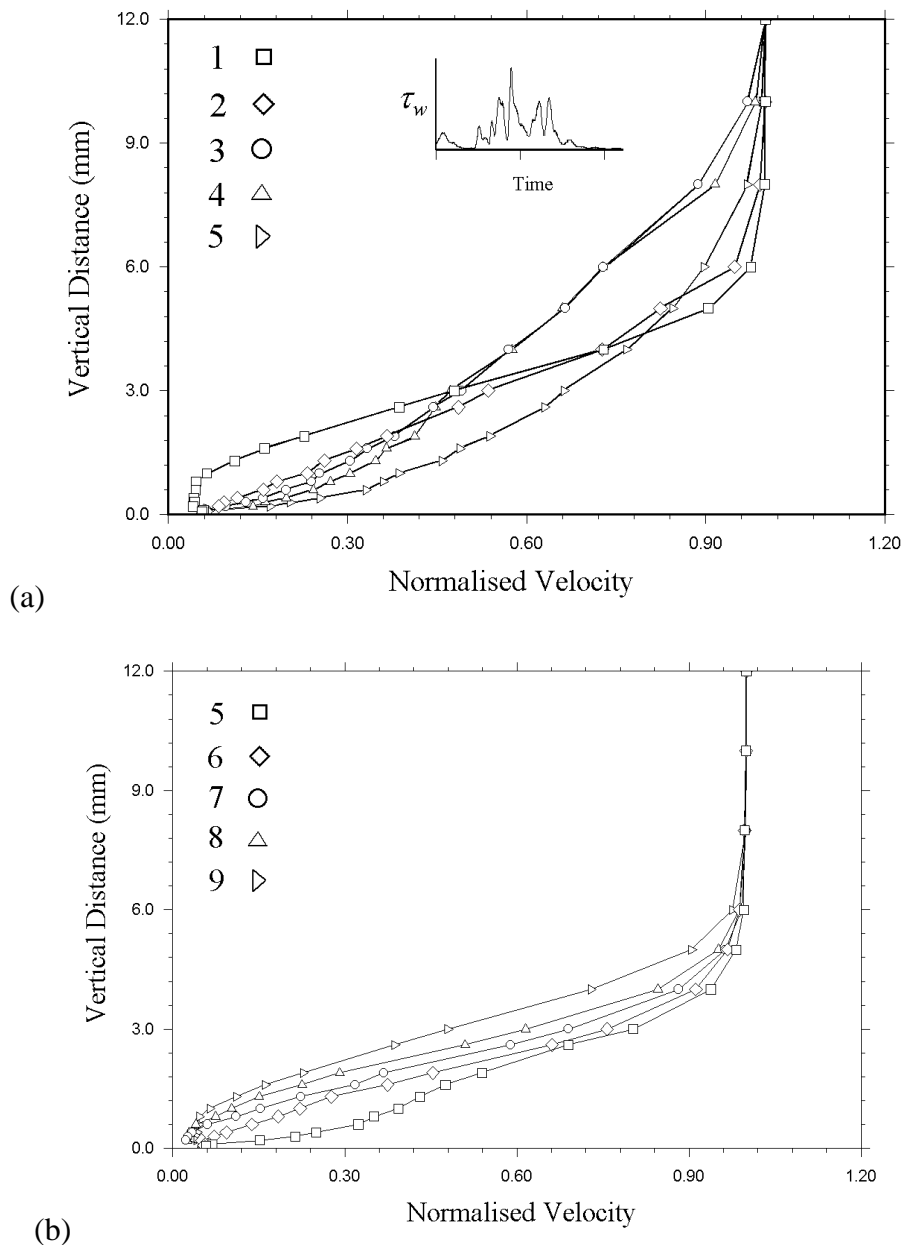 12.0
9.0
6.0
3.0
0.0
Vertical Distance (mm)
1
2
3
4
5
τw
Time
0.00 0.30 0.60 0.90 1.20
Normalised Velocity
(a)
12.0
9.0
6.0
3.0
0.0
Vertical Distance (mm)
5
6
7
8
9
0.00 0.30 0.60 0.90 1.20
Normalised Velocity
(b)